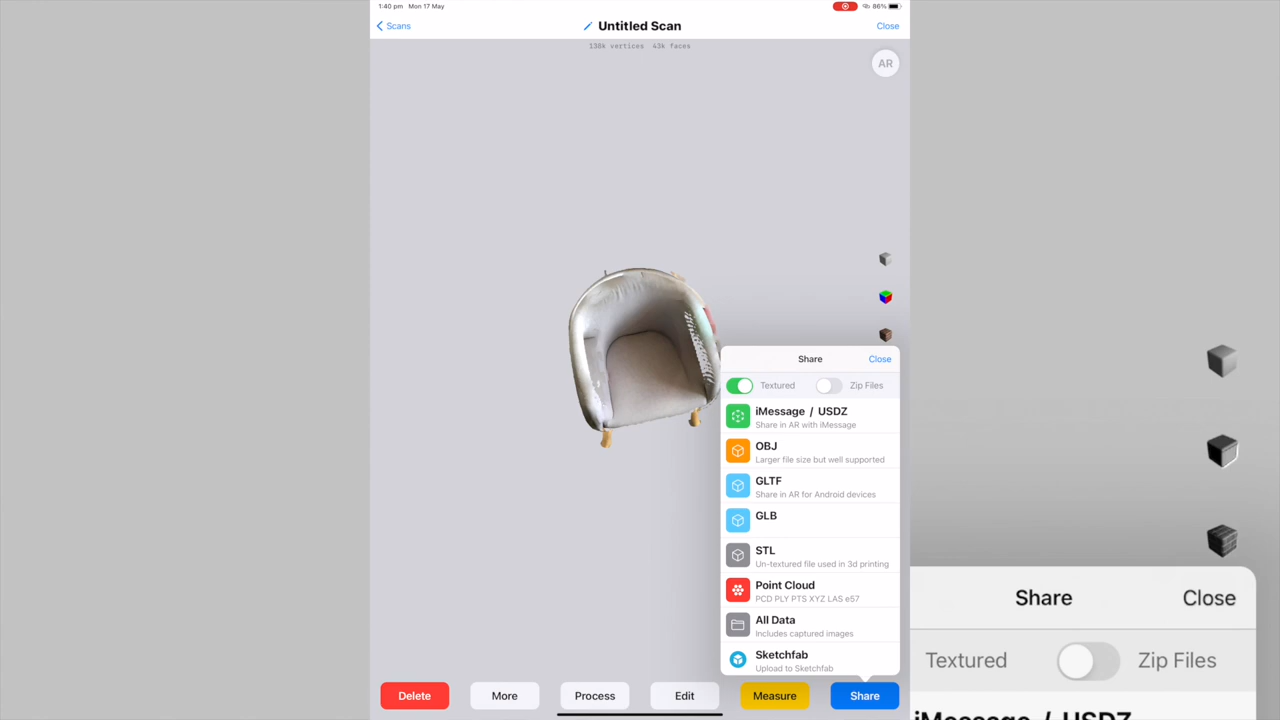 1:40 pm Mon 17 May
86%
Scans
Untitled Scan
Close
138k vertices 43k faces
AR
Share
Close
Textured
Zip Files
iMessage / USDZ
Share in AR with iMessage
OBJ
Larger file size but well supported
GLTF
Share in AR for Android devices
GLB
STL
Un-textured file used in 3d printing
Point Cloud
PCD PLY PTS XYZ LAS e57
All Data
Includes captured images
Sketchfab
Upload to Sketchfab
Delete
More
Process
Edit
Measure
Share
Share
Close
Textured
Zip Files
iMessage / USDZ